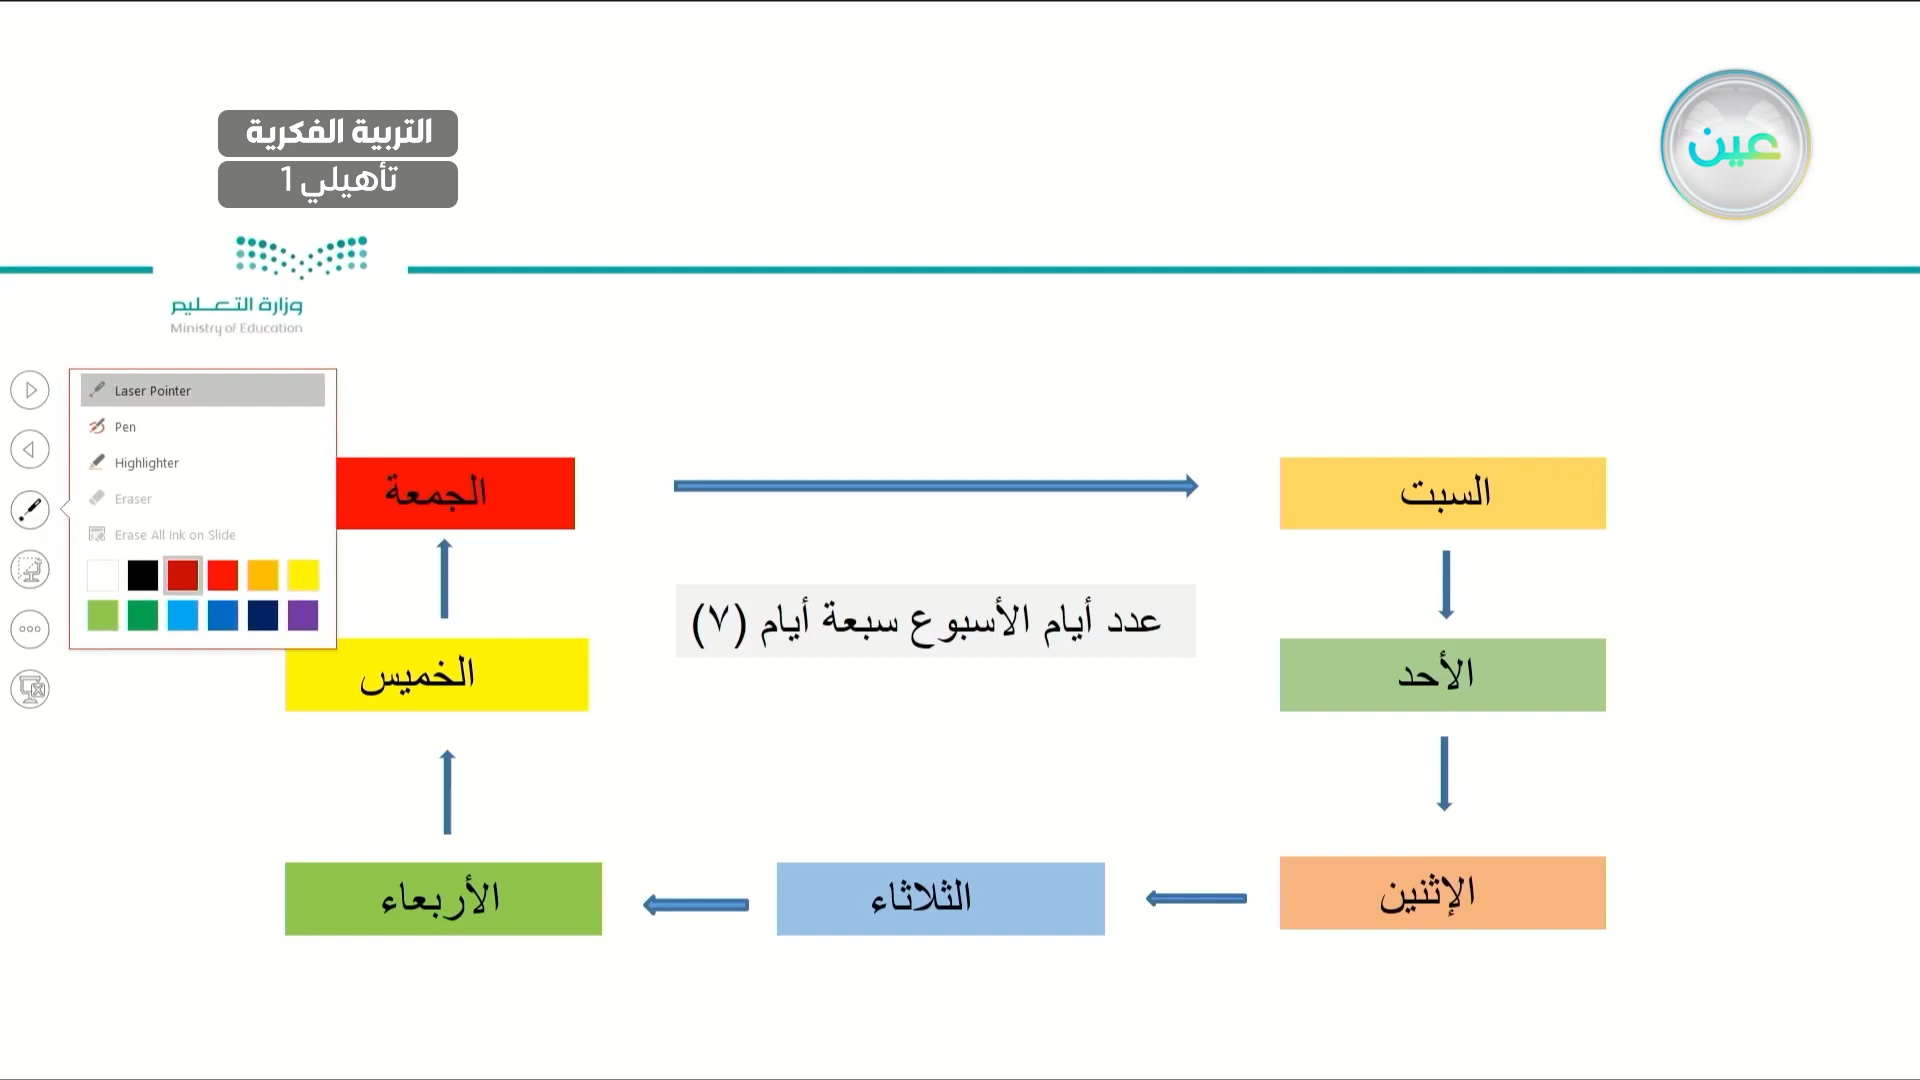 التربية الفكرية
تأهيلي 1
عين
وزارة التعليم
Ministry of Education
Laser Pointer
Pen
Highlighter
Eraser
Erase All Ink on Slide
السبت
الجمعة
عدد أيام الأسبوع سبعة أيام (٧)
الأحد
الخميس
الإثنين
الثلاثاء
الأربعاء